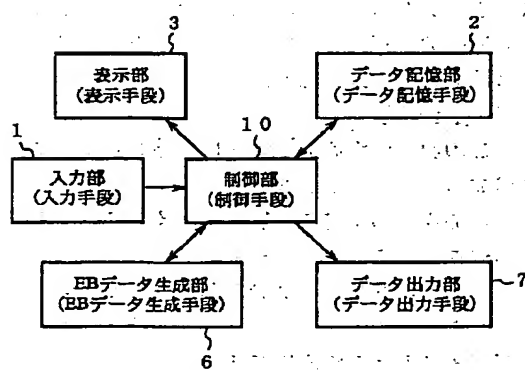 3
表示部
(表示手段)
2
データ記憶部
(データ記憶手段)
1
入力部
(入力手段)
10
制御部
(制御手段)
EBデータ生成部
(EBデータ生成手段)
6
データ出力部
(データ出力手段)
7